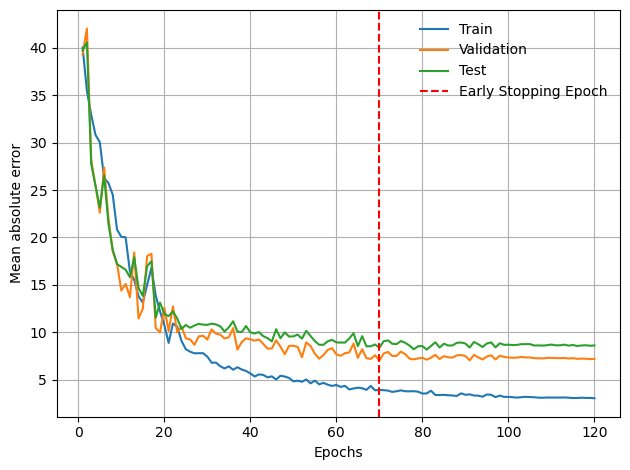 Train
Validation
Test
Early Stopping Epoch
Mean absolute error
40
35
30
25
20
15
10
5
0 20 40 60 80 100 120
Epochs